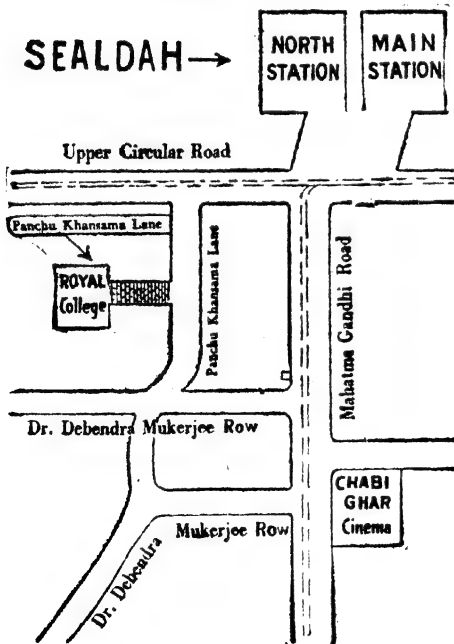 SEALDAH
NORTH
STATION
MAIN
STATION
Upper Circular Road
Panchu Khansama Lane
ROYAL
College
Panchu Khansama Lane
Mahatma Gandhi Road
Dr. Debendra Mukerjee Row
CHABI
GHAR
Cinema
Mukerjee Row
Dr. Debendra